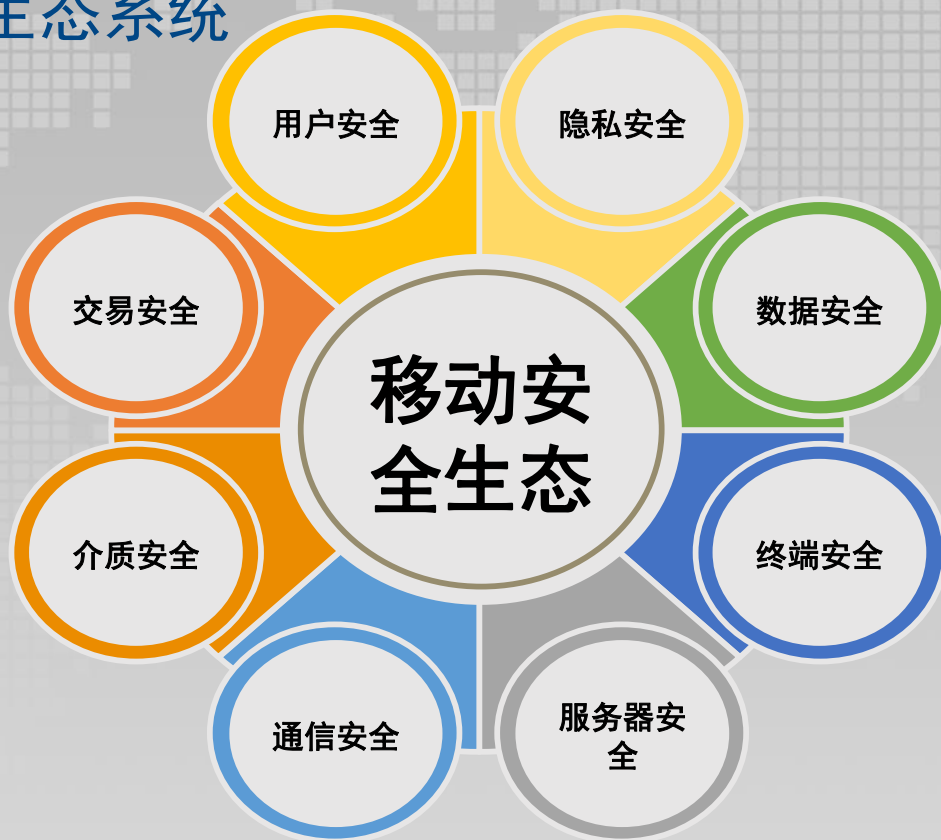 生态系统
用户安全
隐私安全
交易安全
数据安全
移动安
全生态
介质安全
终端安全
通信安全
服务器安
全